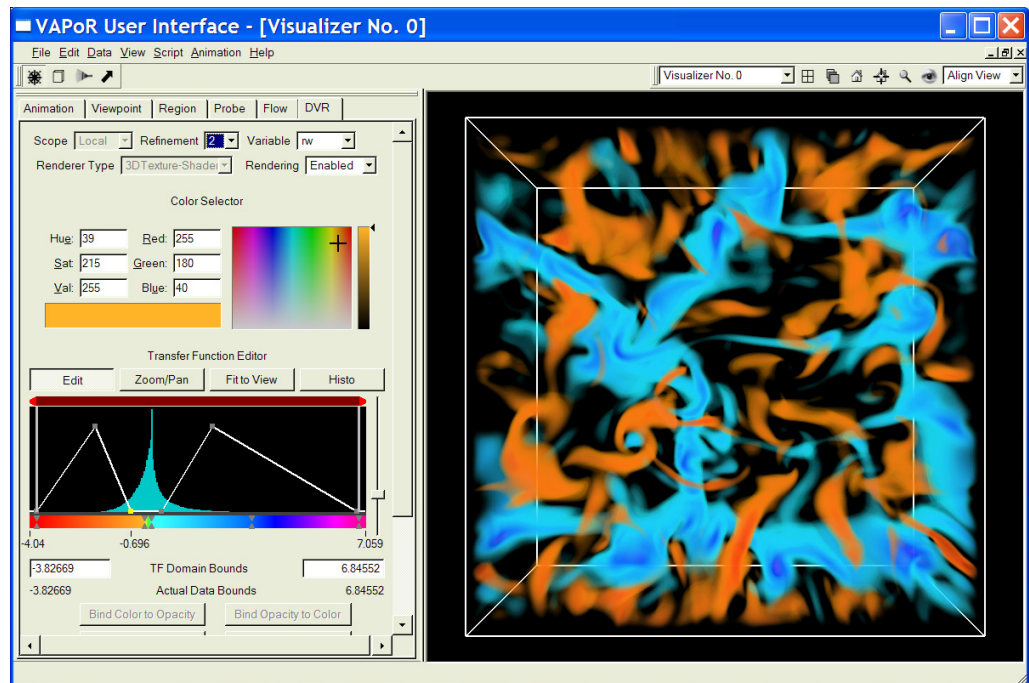 VAPoR User Interface - [Visualizer No. 0]
File Edit Data View Script Animation Help
Visualizer No. 0 Align View
Animation Viewpoint Region Probe Flow DVR
Scope Local Refinement 2 Variable rw
Renderer Type 3DTexture-Shader Rendering Enabled
Color Selector
Hue: 39 Red: 255
Sat: 215 Green: 180
Val: 255 Blue: 40
Transfer Function Editor
Edit Zoom/Pan Fit to View Histo
-4.04 -0.696 7.059
-3.82669 TF Domain Bounds 6.84552
-3.82669 Actual Data Bounds 6.84552
Bind Color to Opacity Bind Opacity to Color